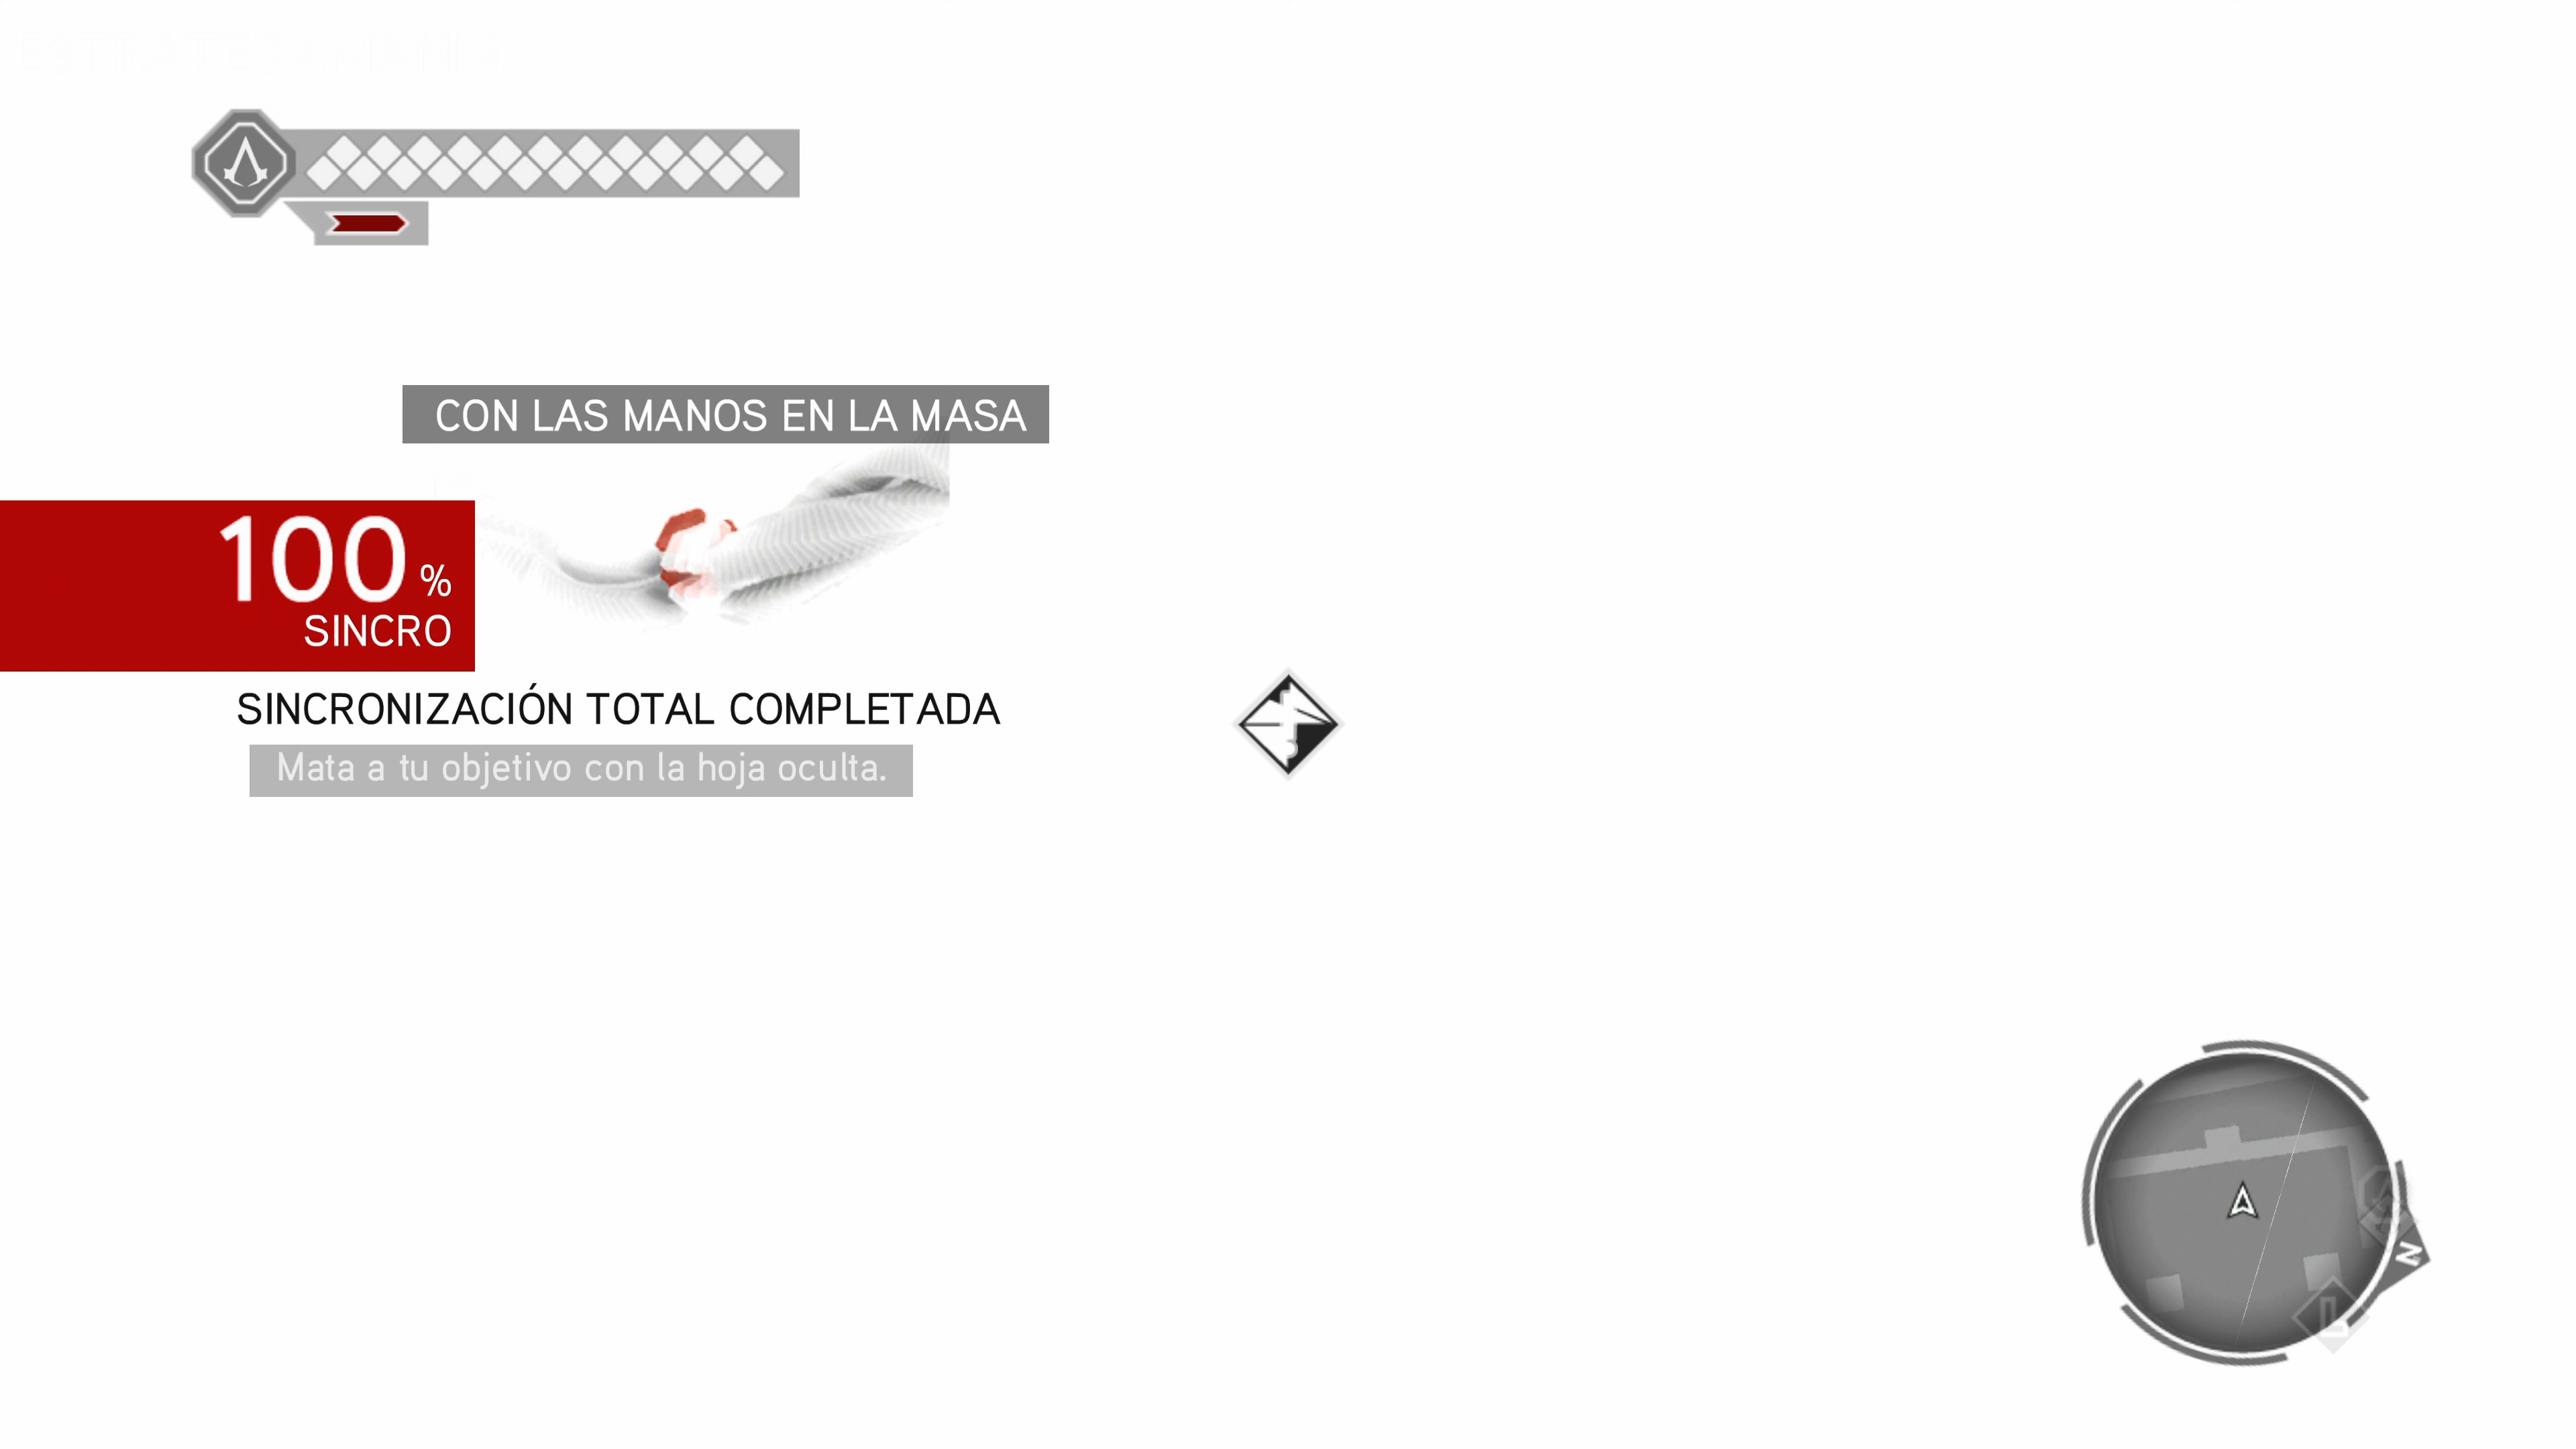 CON LAS MANOS EN LA MASA
100 %
SINCRO
SINCRONIZACIÓN TOTAL COMPLETADA
Mata a tu objetivo con la hoja oculta.
N